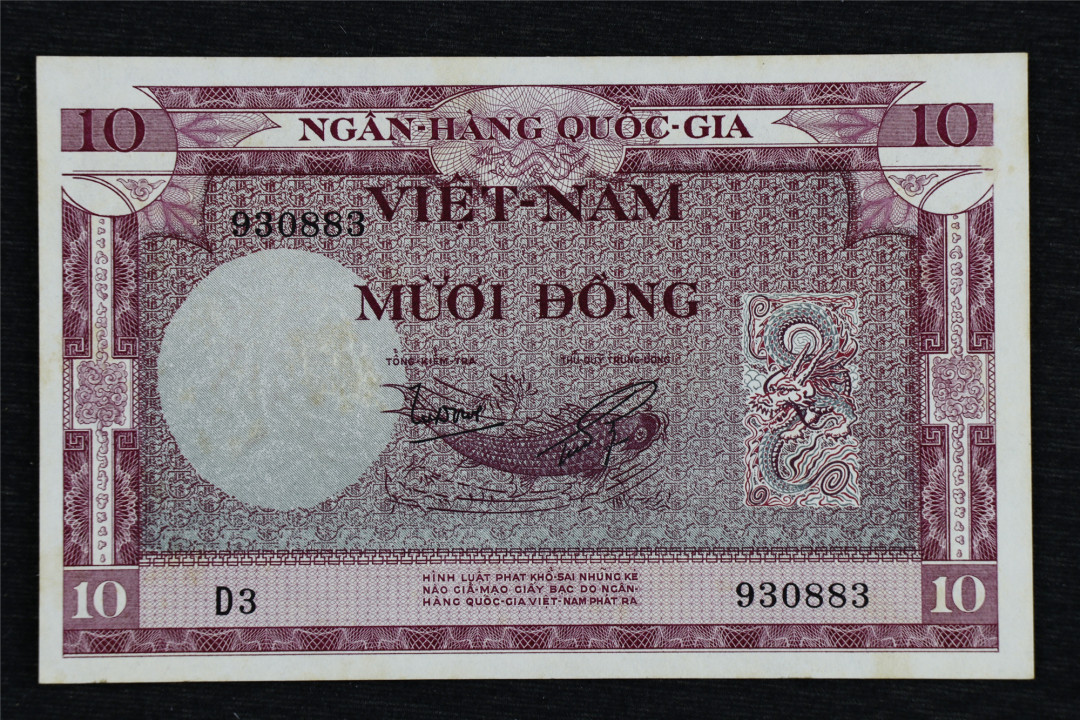 10 NGÂN-HÀNG QUỐC-GIA 10
VIỆT-NAM
930883
MƯỜI ĐỒNG
TỔNG KIỂM-TRA THỦ-QUỸ TRUNG-ƯƠNG
HÌNH LUẬT PHẠT KHỔ-SAI NHỮNG KẺ
NÀO GIẢ-MẠO GIẤY BẠC DO NGÂN-
HÀNG QUỐC-GIA VIỆT-NAM PHÁT RA
10 D3 930883 10